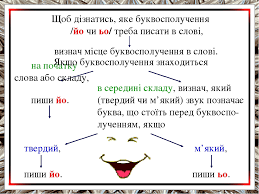 Щоб дізнатись, яке буквосполучення
/йо чи ьо/ треба писати в слові,
визнач місце буквосполучення в слові.
Якщо буквосполучення знаходиться
на початку
слова або складу,
пиши йо.
в середині складу, визнач, який
(твердий чи м'який) звук позначає
буква, що стоїть перед буквоспо-
лученням, якщо
твердий,
м'який,
пиши йо.
пиши ьо.